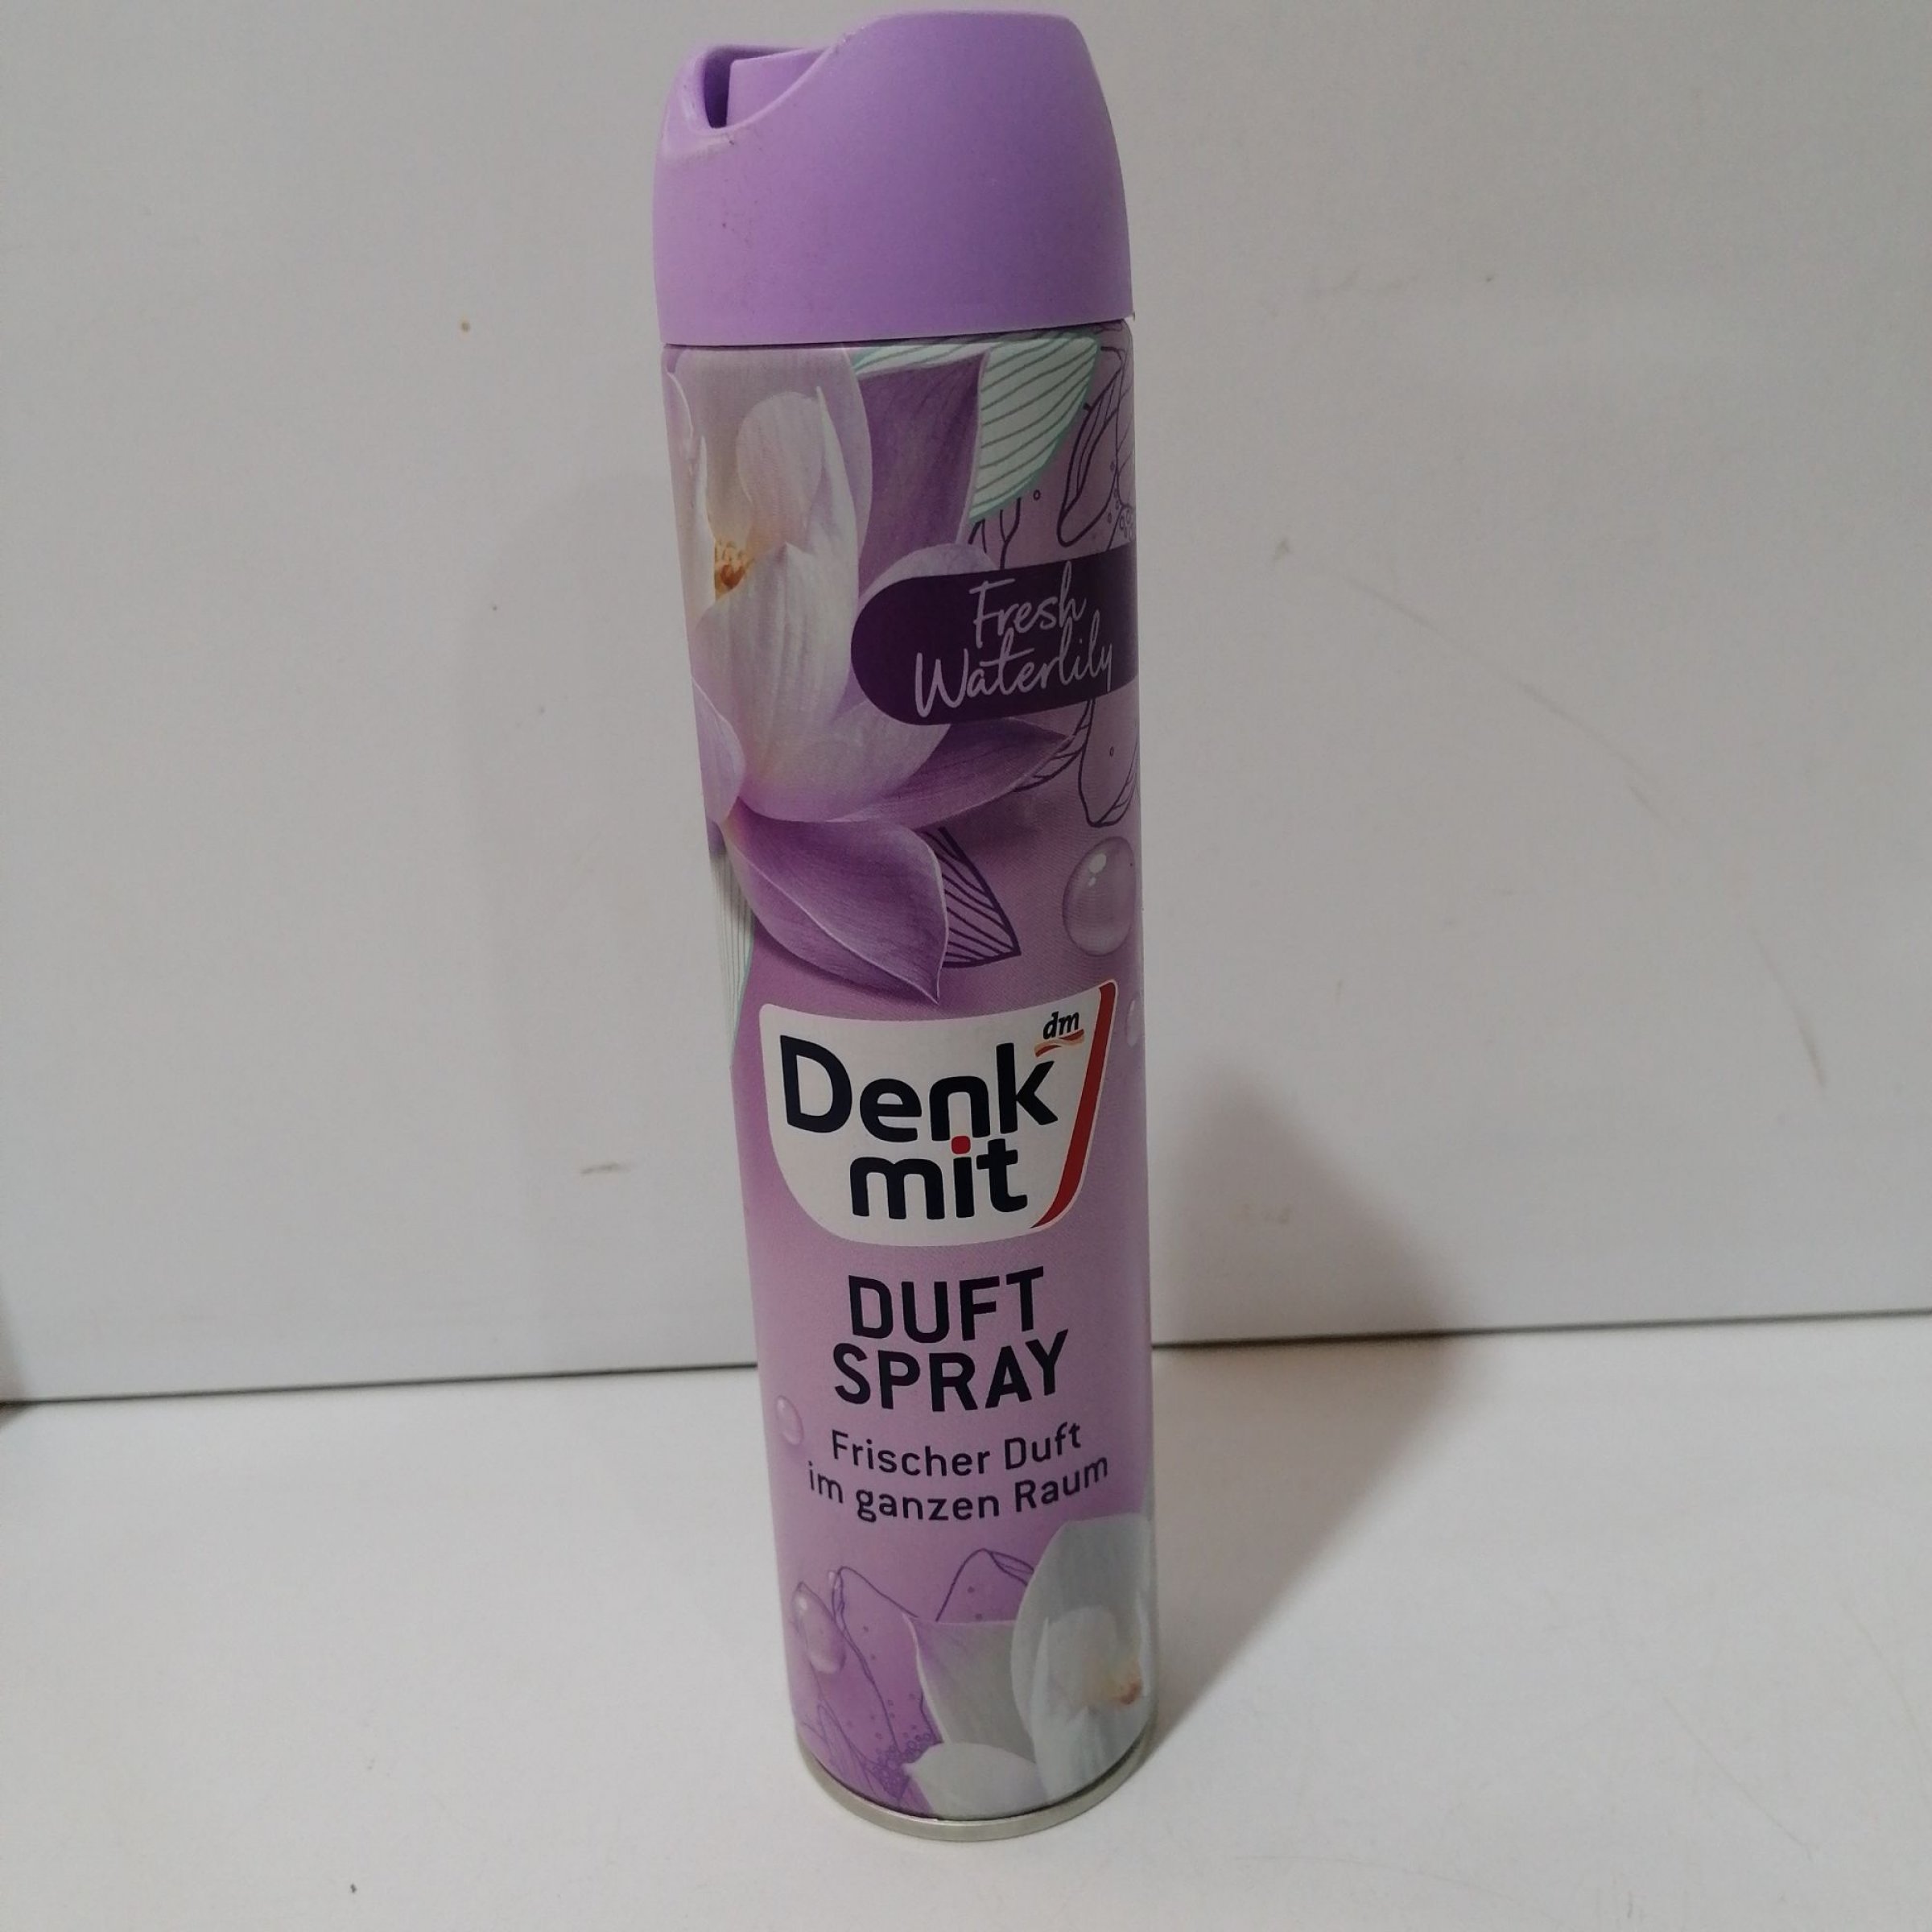 Fresh
Waterlily
dm
Denk
mit
DUFT
SPRAY
Frischer Duft
im ganzen Raum